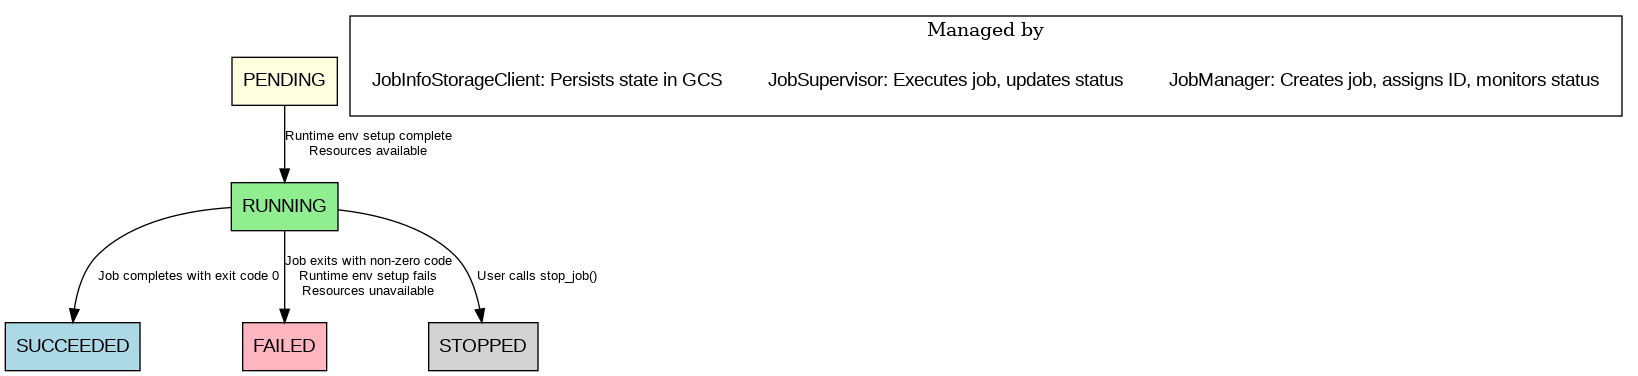 Managed by
PENDING
JobInfoStorageClient: Persists state in GCS
JobSupervisor: Executes job, updates status
JobManager: Creates job, assigns ID, monitors status
Runtime env setup complete
Resources available
RUNNING
Job completes with exit code 0
Job exits with non-zero code
Runtime env setup fails
Resources unavailable
User calls stop_job()
SUCCEEDED
FAILED
STOPPED